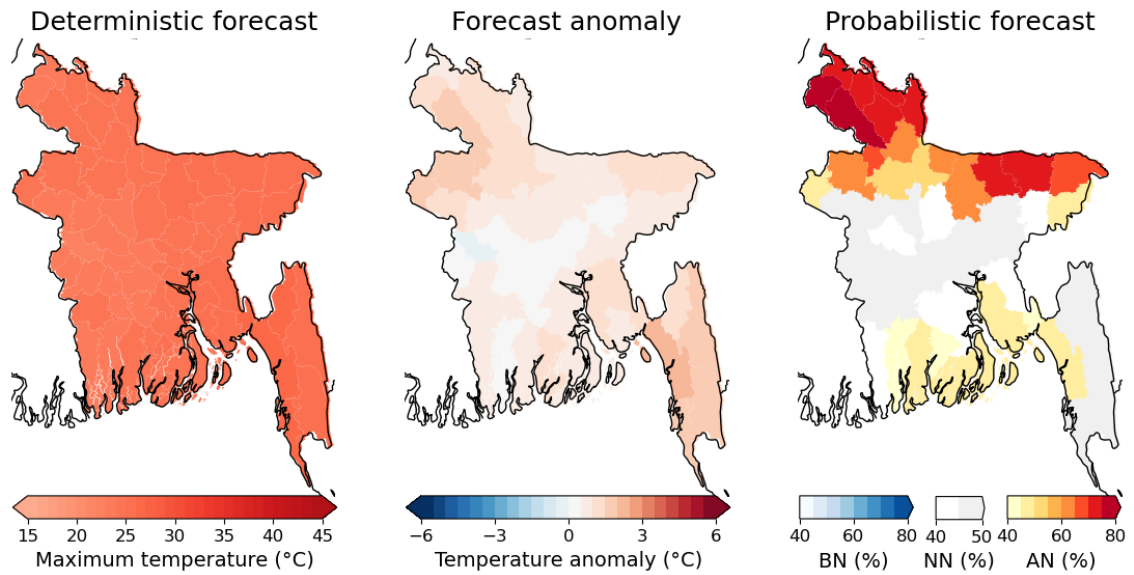 Deterministic forecast
Forecast anomaly
Probabilistic forecast
15 20 25 30 35 40 45
Maximum temperature (°C)
−6 −3 0 3 6
Temperature anomaly (°C)
40 60 80
BN (%)
40 50
NN (%)
40 60 80
AN (%)